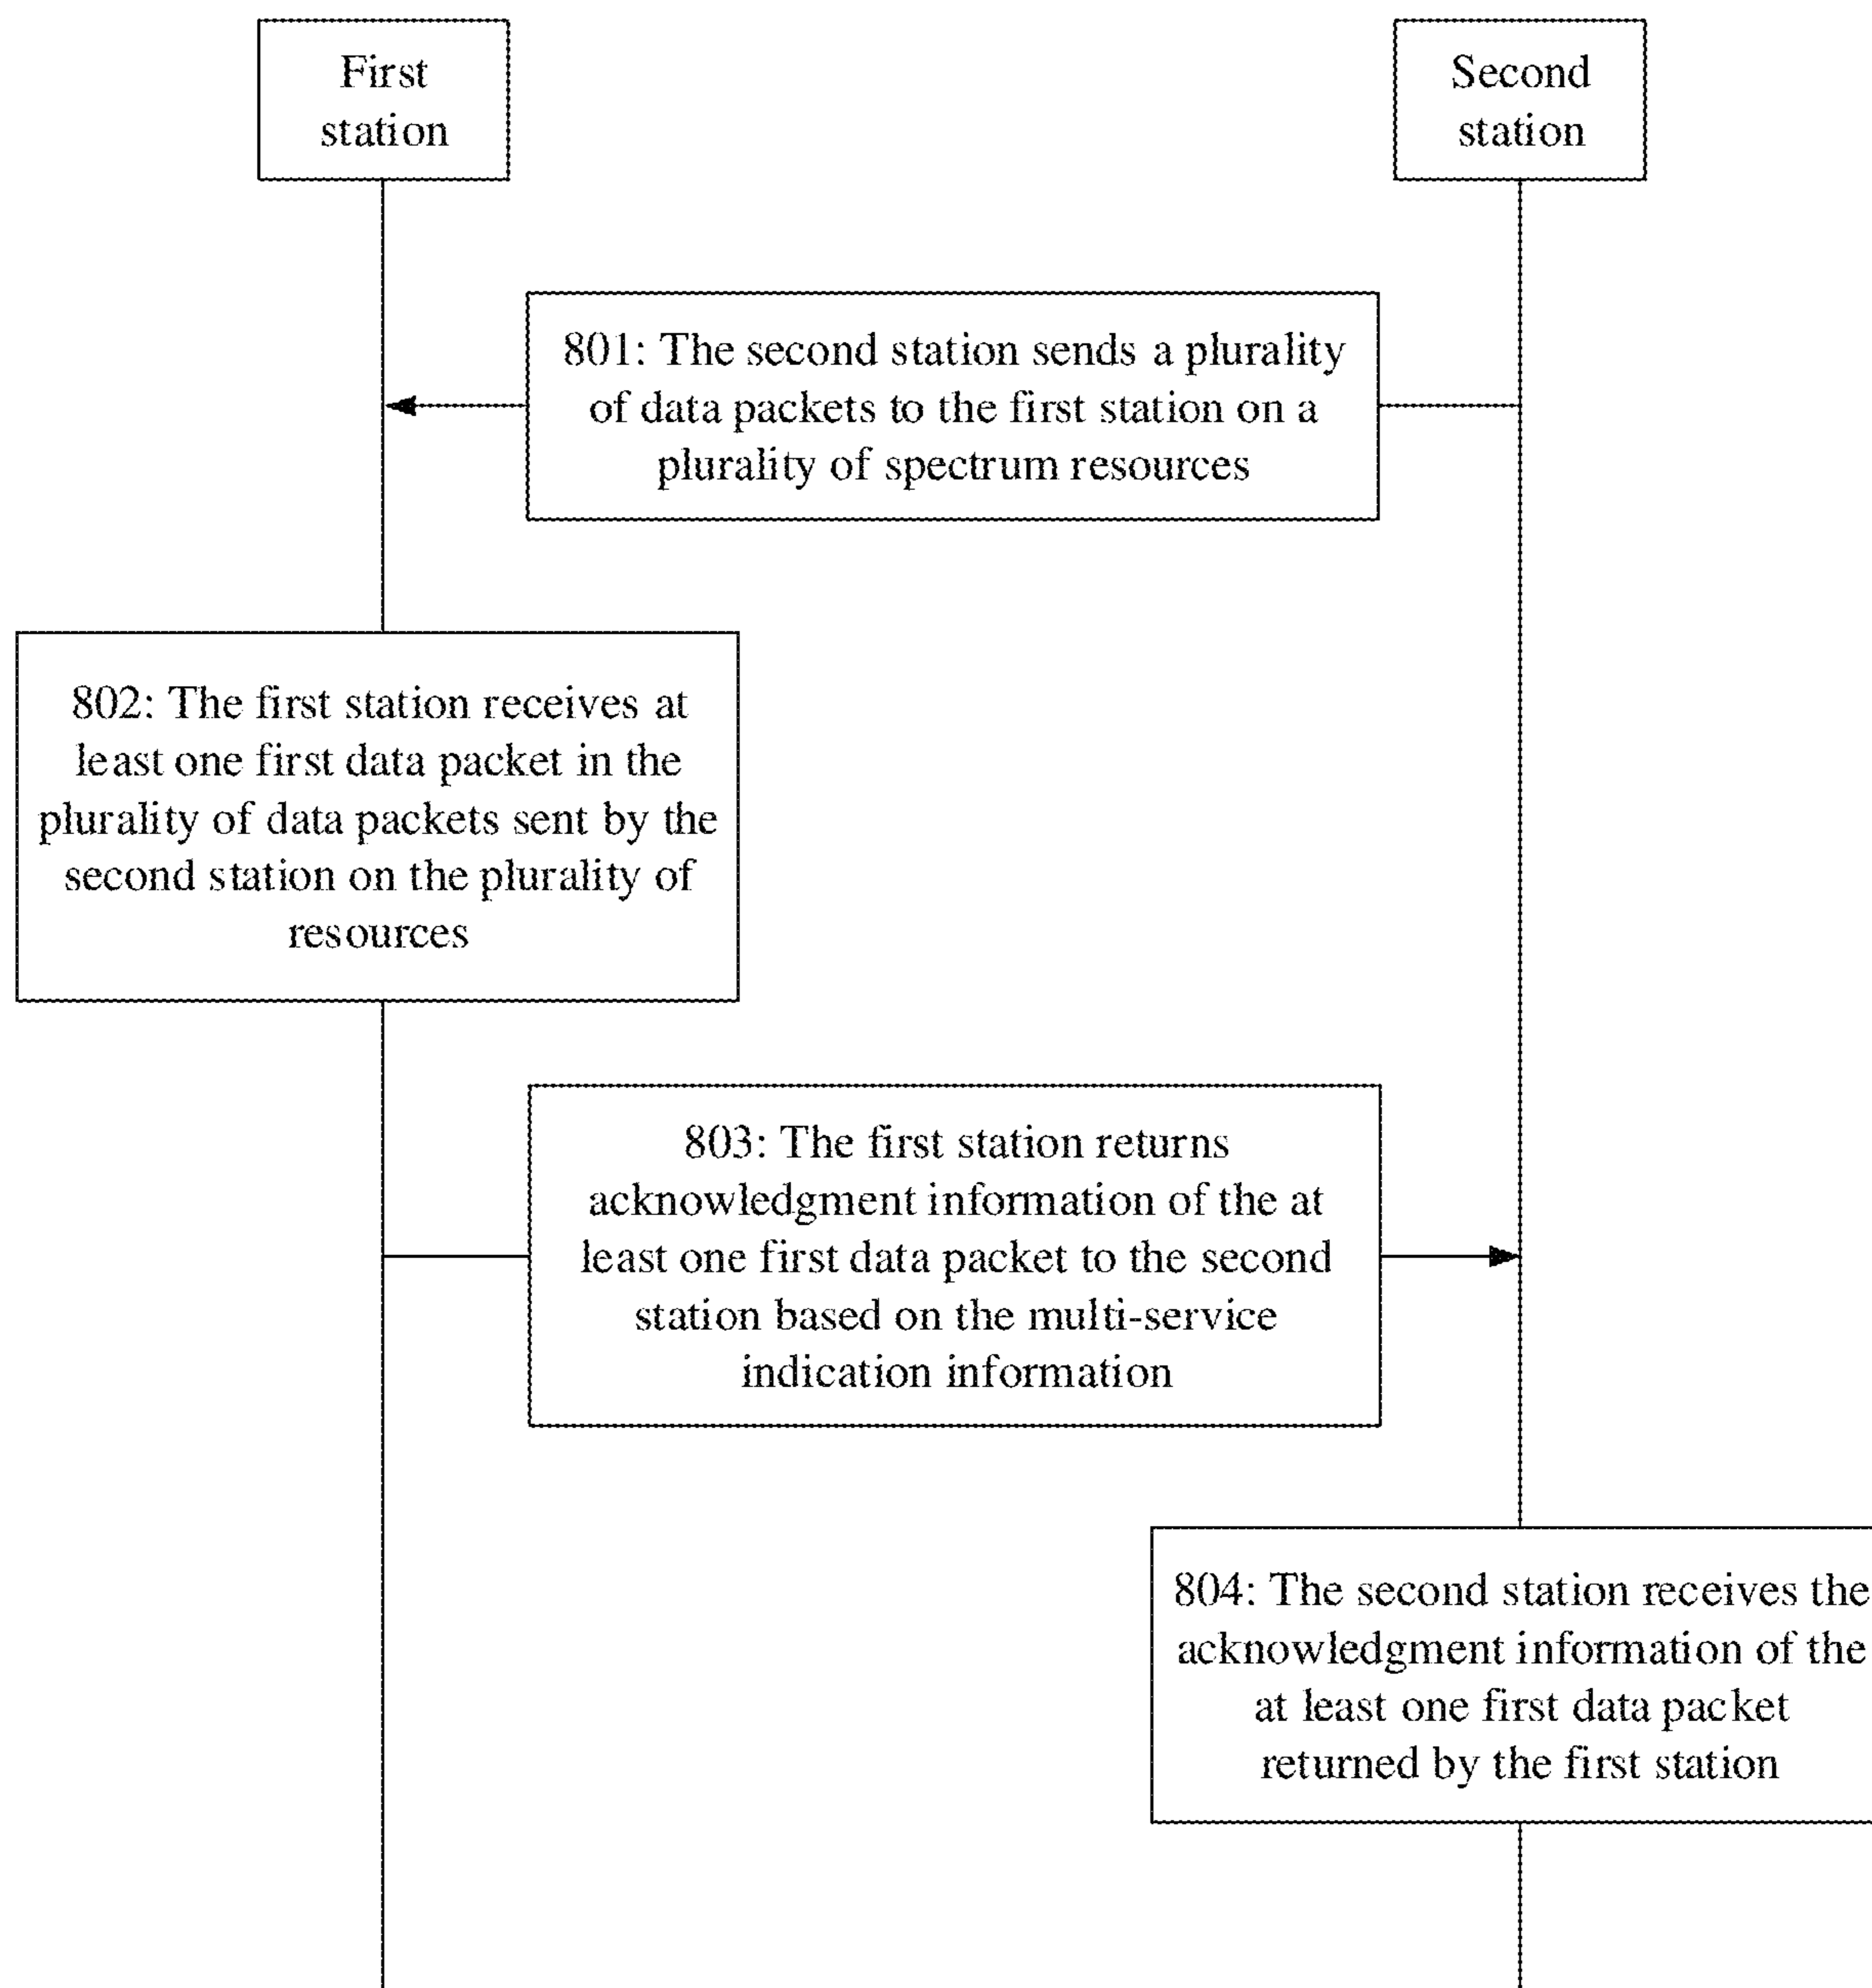 First
station
Second
station
801: The second station sends a plurality
of data packets to the first station on a
plurality of spectrum resources
802: The first station receives at
least one first data packet in the
plurality of data packets sent by the
second station on the plurality of
resources
803: The first station returns
acknowledgment information of the at
least one first data packet to the second
station based on the multi-service
indication information
804: The second station receives the
acknowledgment information of the
at least one first data packet
returned by the first station